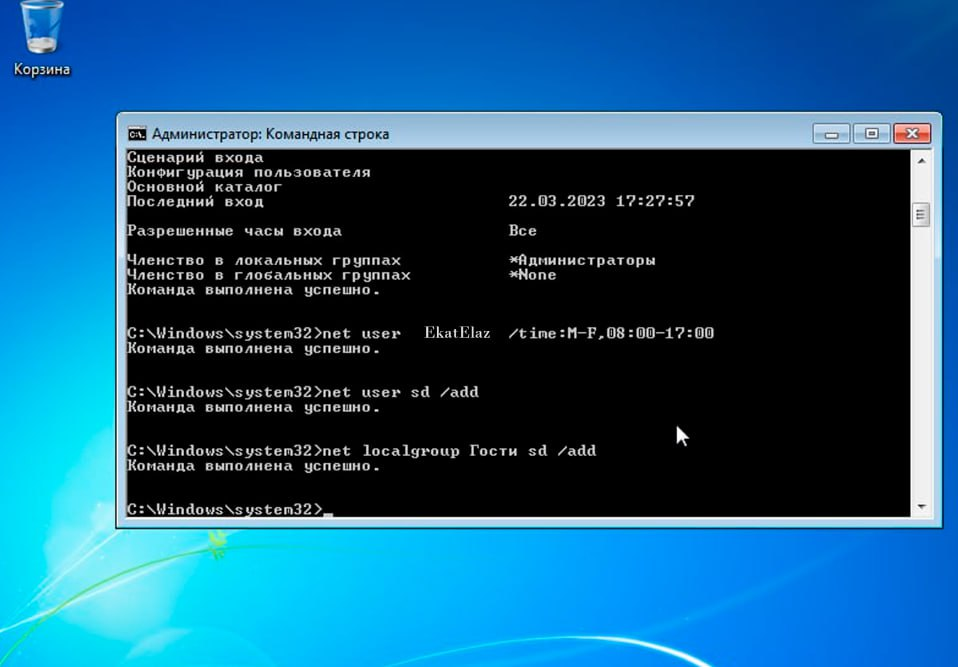 Корзина
Администратор: Командная строка
Сценарий входа
Конфигурация пользователя
Основной каталог
Последний вход 22.03.2023 17:27:57
Разрешенные часы входа Все
Членство в локальных группах *Администраторы
Членство в глобальных группах *None
Команда выполнена успешно.
C:\Windows\system32>net user EkatElaz /time:M-F,08:00-17:00
Команда выполнена успешно.
C:\Windows\system32>net user sd /add
Команда выполнена успешно.
C:\Windows\system32>net localgroup Гости sd /add
Команда выполнена успешно.
C:\Windows\system32>_